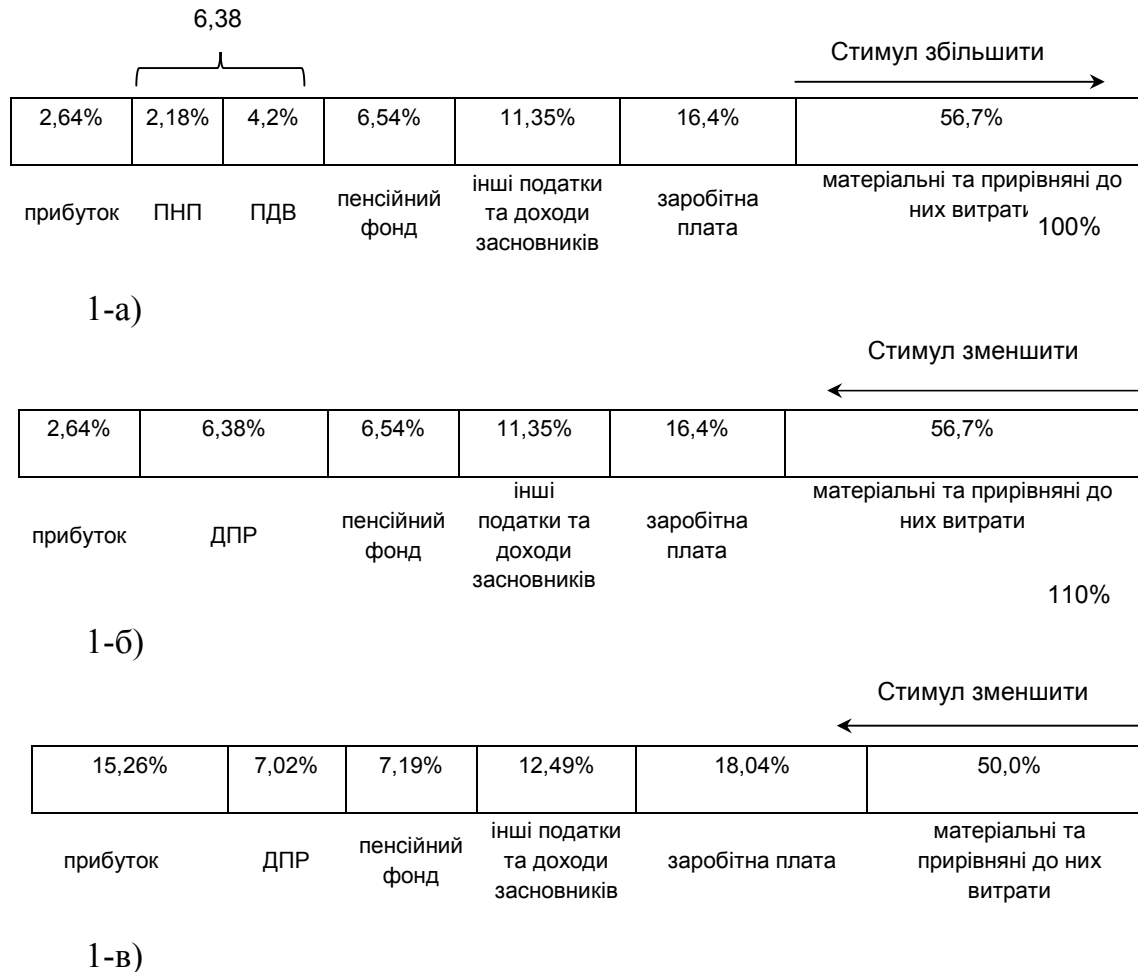 6,38
Стимул збільшити
2,64% 2,18% 4,2% 6,54% 11,35% 16,4% 56,7%
прибуток ПНП ПДВ пенсійний фонд інші податки та доходи засновників заробітна плата матеріальні та прирівняні до них витрати
100%
1-а)
Стимул зменшити
2,64% 6,38% 6,54% 11,35% 16,4% 56,7%
прибуток ДПР пенсійний фонд інші податки та доходи засновників заробітна плата матеріальні та прирівняні до них витрати
110%
1-б)
Стимул зменшити
15,26% 7,02% 7,19% 12,49% 18,04% 50,0%
прибуток ДПР пенсійний фонд інші податки та доходи засновників заробітна плата матеріальні та прирівняні до них витрати
1-в)